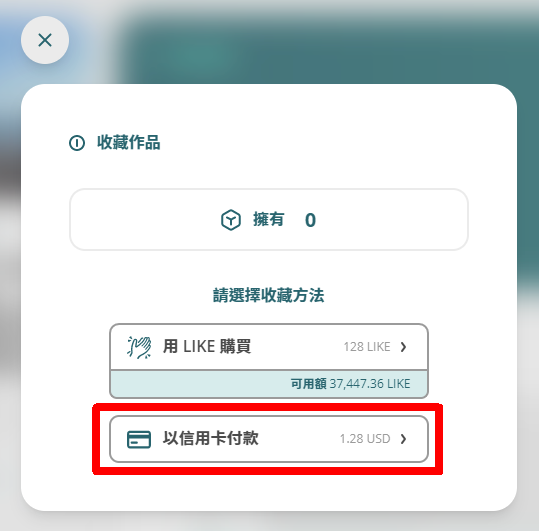 收藏作品
擁有 0
請選擇收藏方法
用 LIKE 購買 128 LIKE
可用額 37,447.36 LIKE
以信用卡付款 1.28 USD